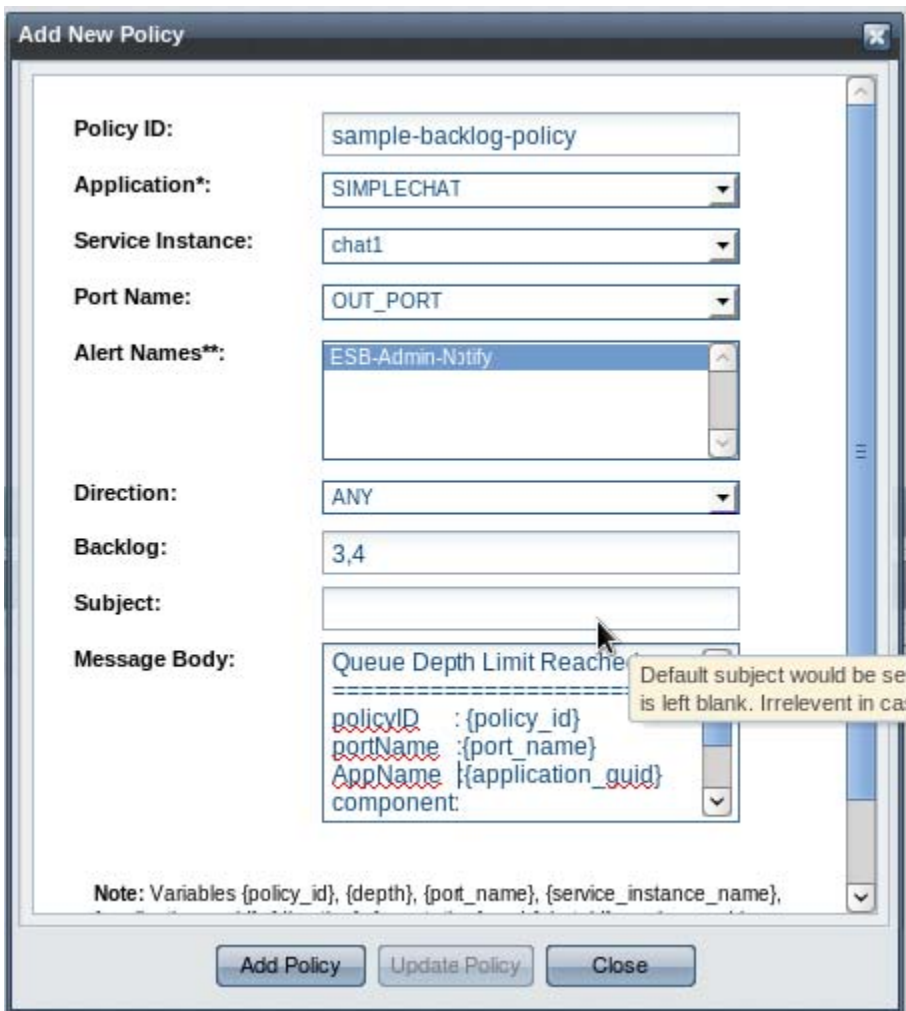 Add New Policy
Policy ID: sample-backlog-policy
Application*: SIMPLECHAT
Service Instance: chat1
Port Name: OUT_PORT
Alert Names**: ESB-Admin-Notify
Direction: ANY
Backlog: 3,4
Subject:
Message Body: Queue Depth Limit Reached
Default subject would be se
is left blank. Irrelevent in ca
========================
policyID : {policy_id}
portName :{port_name}
AppName :{application_guid}
component:
Note: Variables {policy_id}, {depth}, {port_name}, {service_instance_name},
Add Policy Update Policy Close